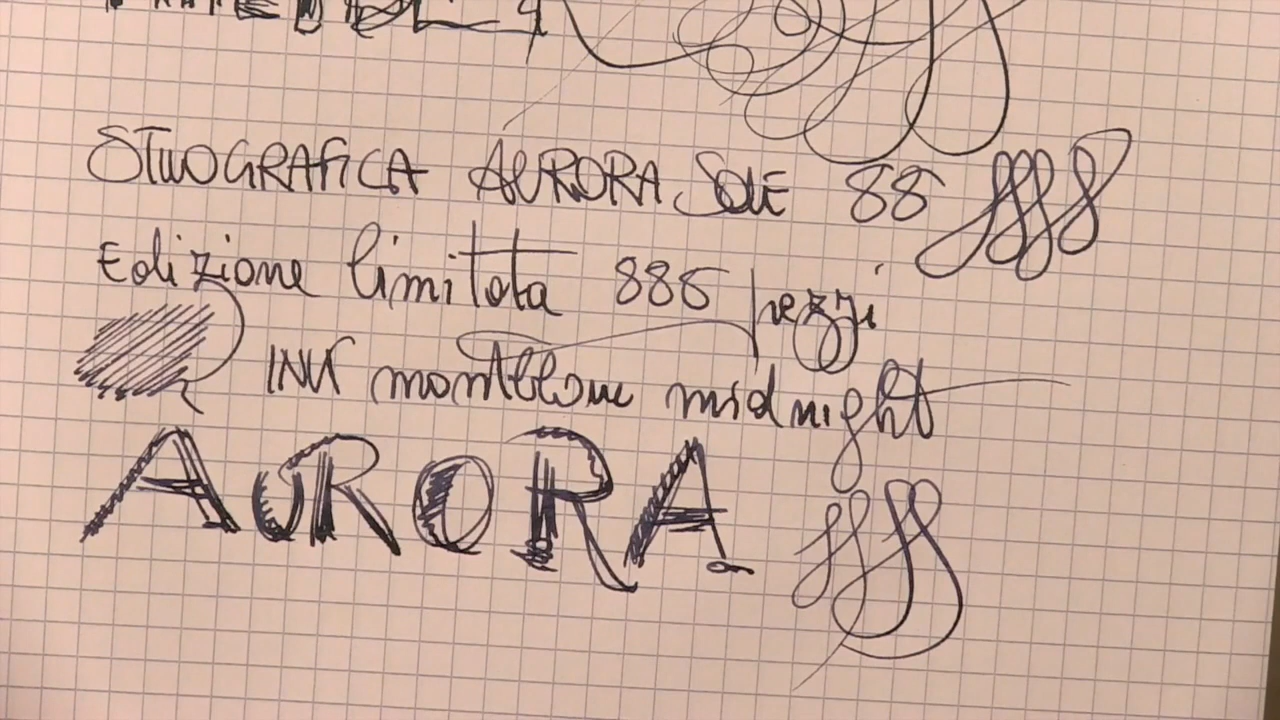 STILOGRAFICA AURORA SOLE 88
Edizione limitata 888 pezzi
INK montblanc midnight
AURORA